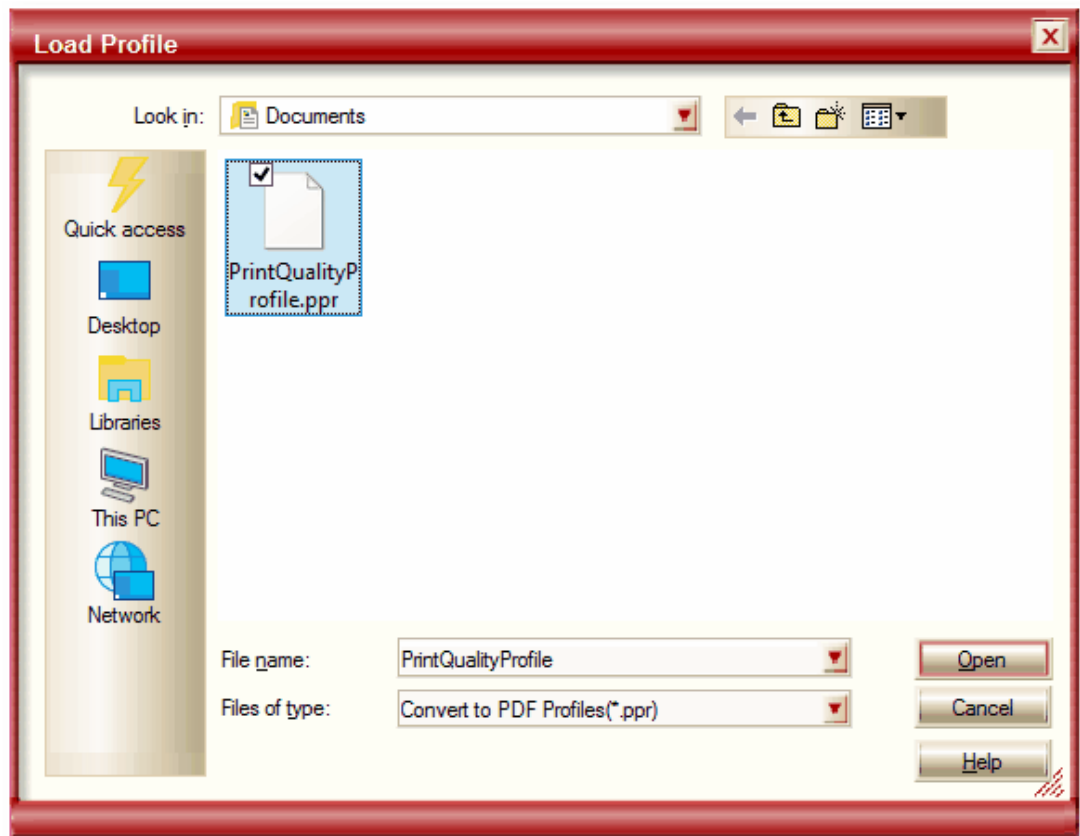 Load Profile
Look in:
Documents
Quick access
Desktop
Libraries
This PC
Network
PrintQualityP
rofile.ppr
File name:
PrintQualityProfile
Open
Files of type:
Convert to PDF Profiles(*.ppr)
Cancel
Help